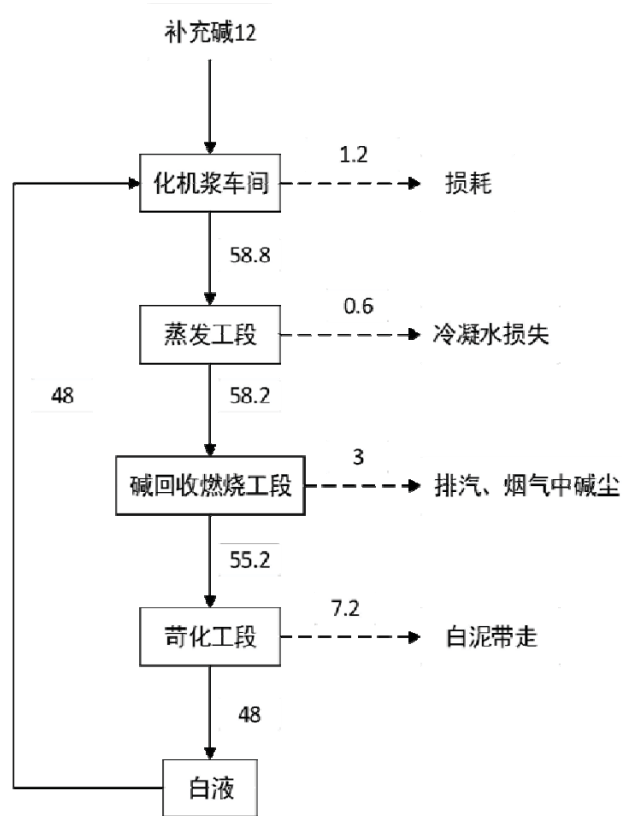 补充碱12
1.2
化机浆车间
损耗
58.8
0.6
蒸发工段
冷凝水损失
48
58.2
3
碱回收燃烧工段
排汽、烟气中碱尘
55.2
7.2
苛化工段
白泥带走
48
白液